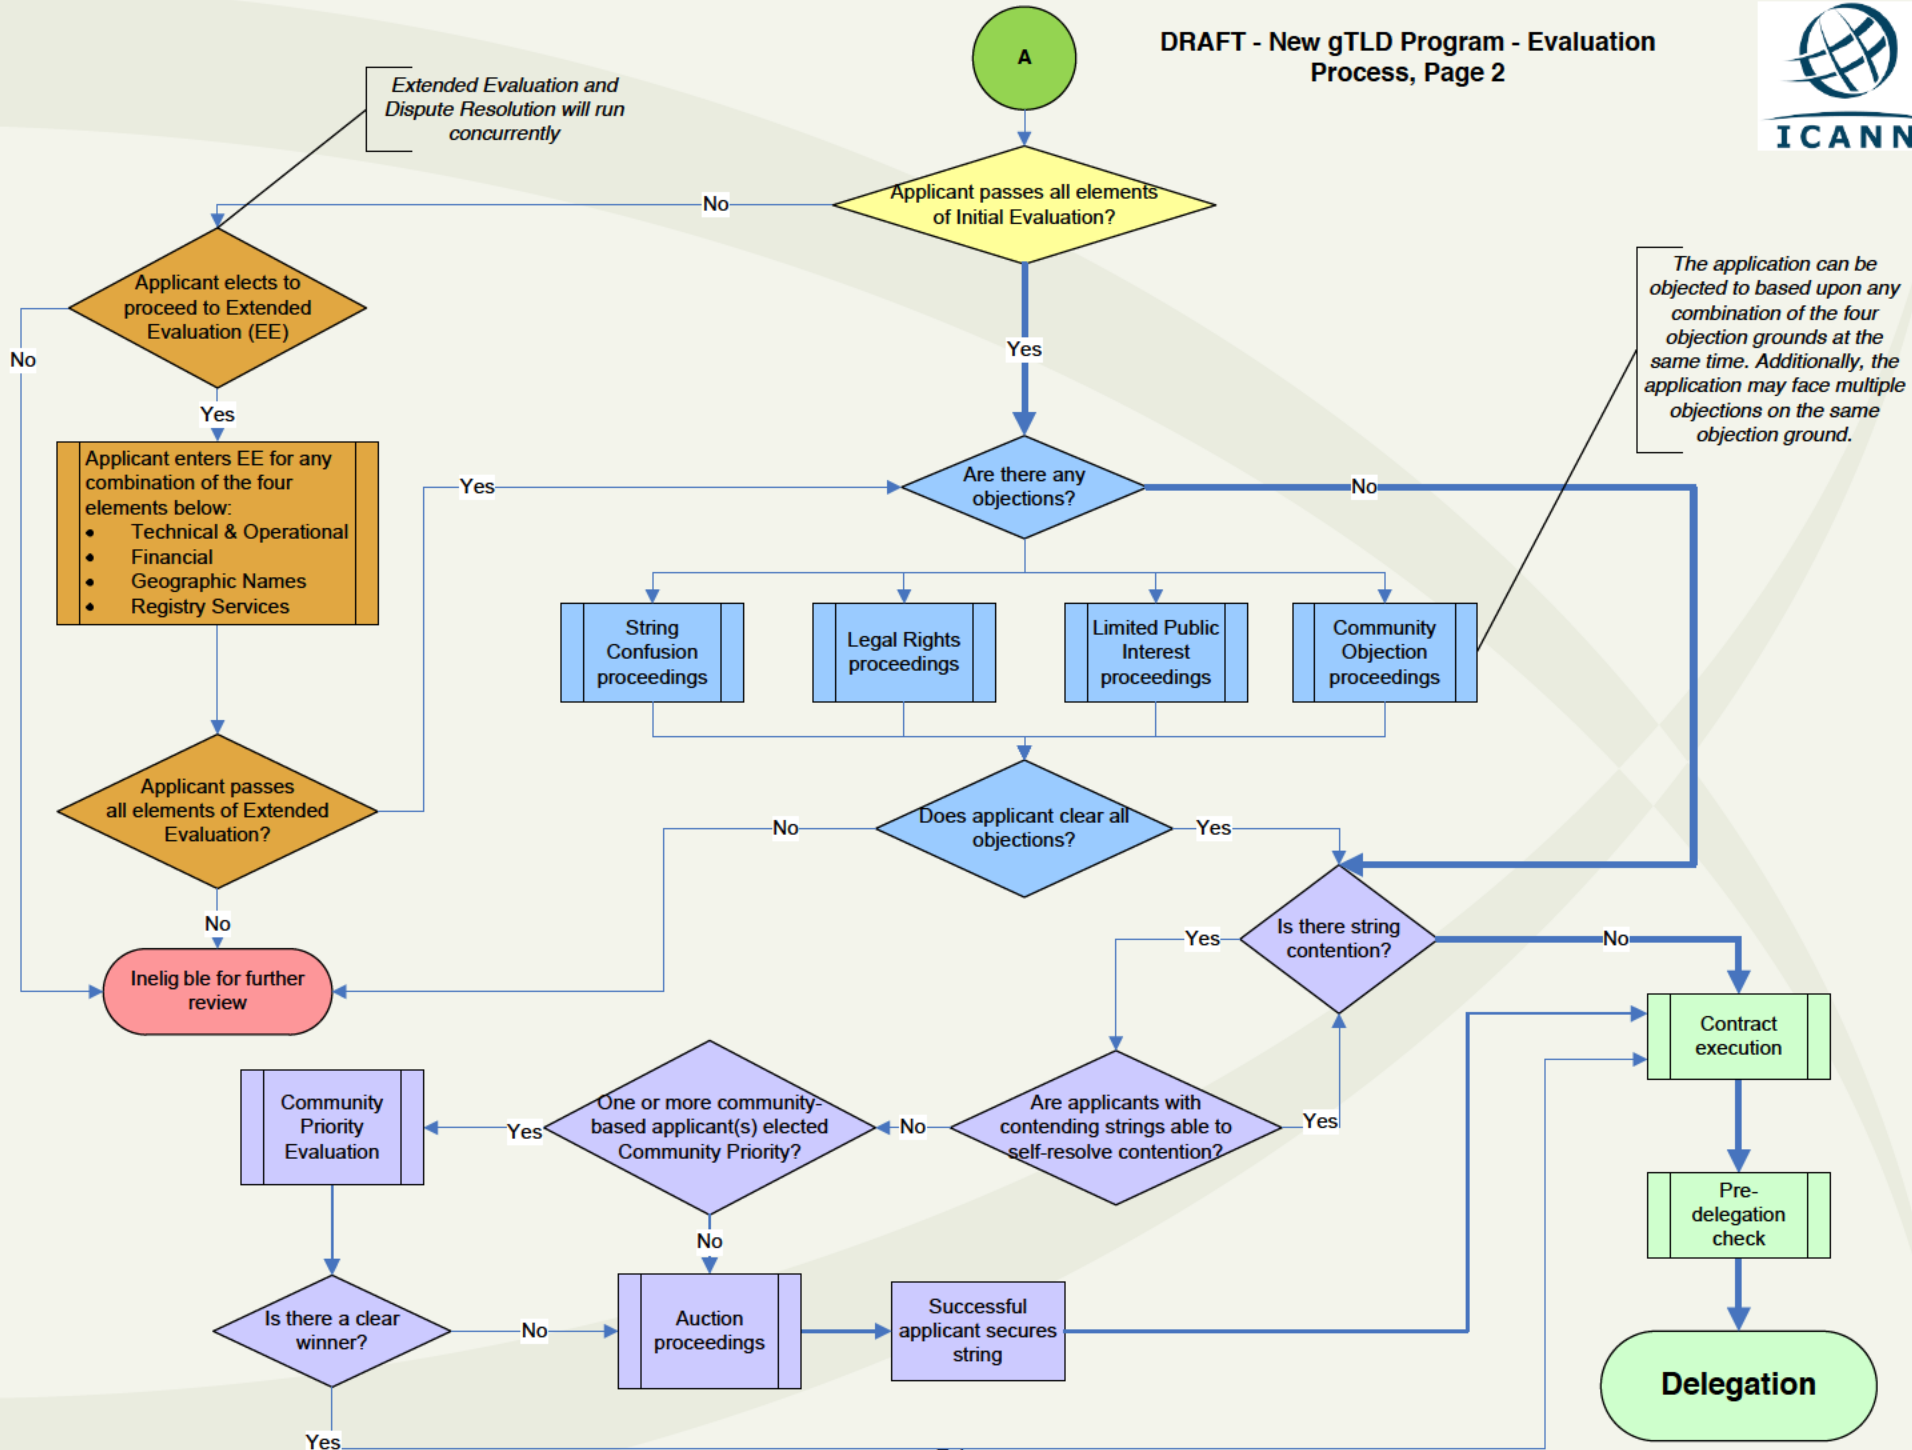 A
DRAFT - New gTLD Program - Evaluation
Process, Page 2
ICANN
Extended Evaluation and
Dispute Resolution will run
concurrently
Applicant passes all elements
of Initial Evaluation?
No
Yes
Applicant elects to
proceed to Extended
Evaluation (EE)
No
Yes
The application can be
objected to based upon any
combination of the four
objection grounds at the
same time. Additionally, the
application may face multiple
objections on the same
objection ground.
Applicant enters EE for any
combination of the four
elements below:
• Technical & Operational
• Financial
• Geographic Names
• Registry Services
Yes
Are there any
objections?
No
String
Confusion
proceedings
Legal Rights
proceedings
Limited Public
Interest
proceedings
Community
Objection
proceedings
Applicant passes
all elements of Extended
Evaluation?
No
Does applicant clear all
objections?
No
Yes
Inelig ble for further
review
Is there string
contention?
Yes
No
Contract
execution
Community
Priority
Evaluation
Yes
One or more community-
based applicant(s) elected
Community Priority?
No
Are applicants with
contending strings able to
self-resolve contention?
Yes
No
Pre-
delegation
check
Is there a clear
winner?
No
Auction
proceedings
Successful
applicant secures
string
Delegation
Yes